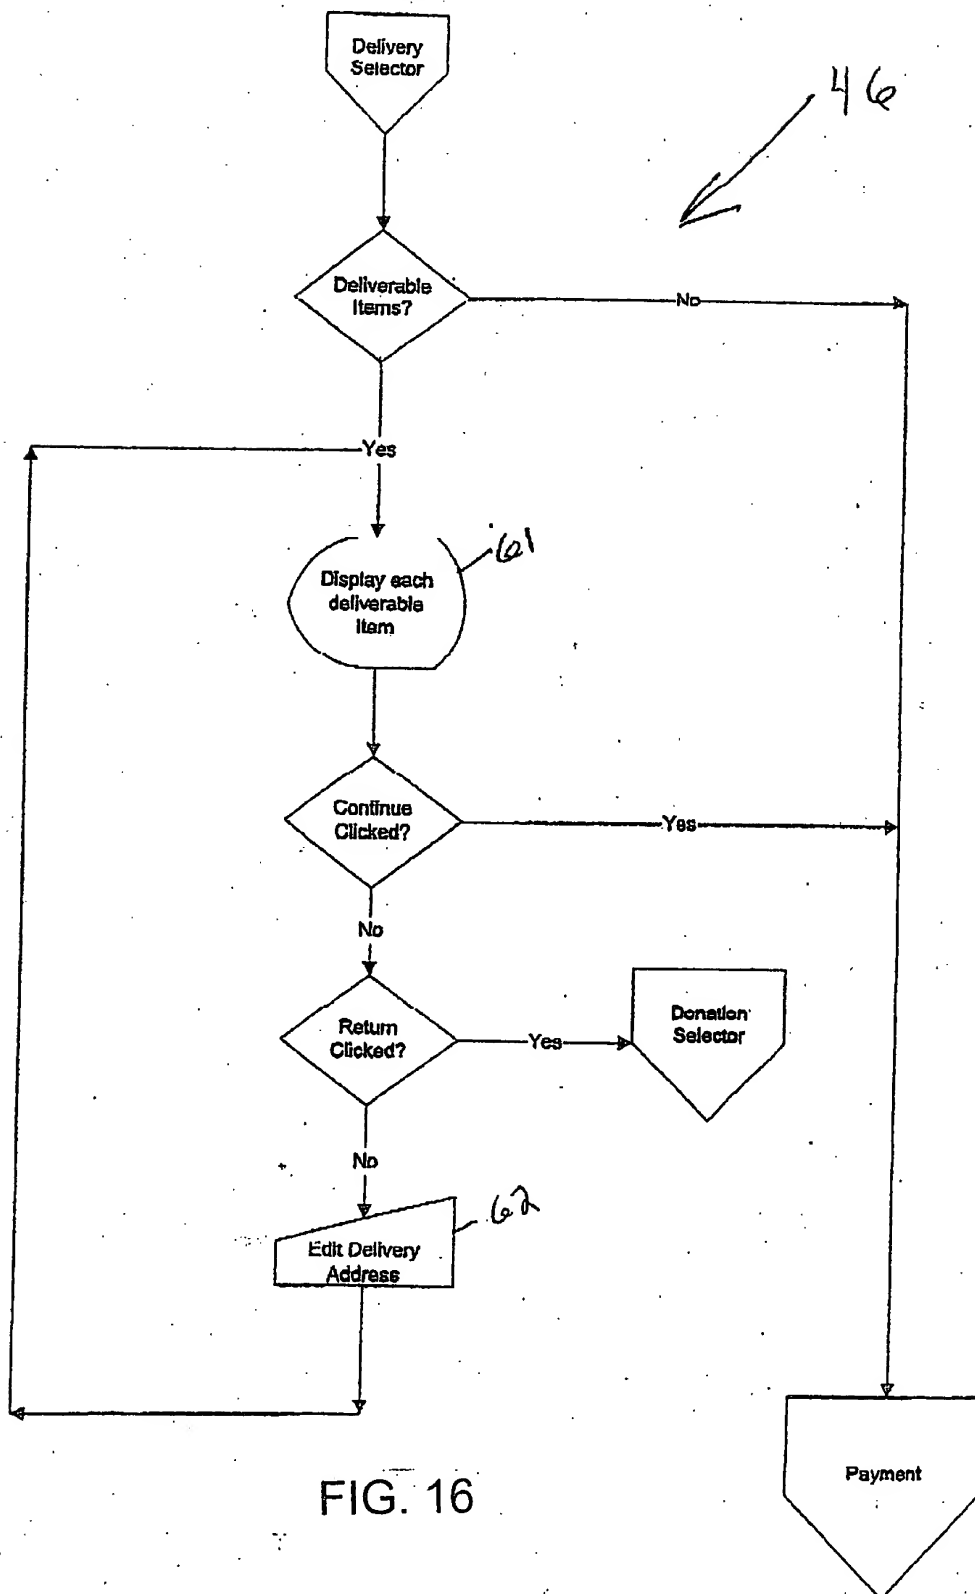 Delivery
Selector
46
Deliverable
Items?
No
Yes
61
Display each
deliverable
Item
Continue
Clicked?
Yes
No
Return
Clicked?
Yes
Donation
Selector
No
62
Edit Delivery
Address
Payment
FIG. 16